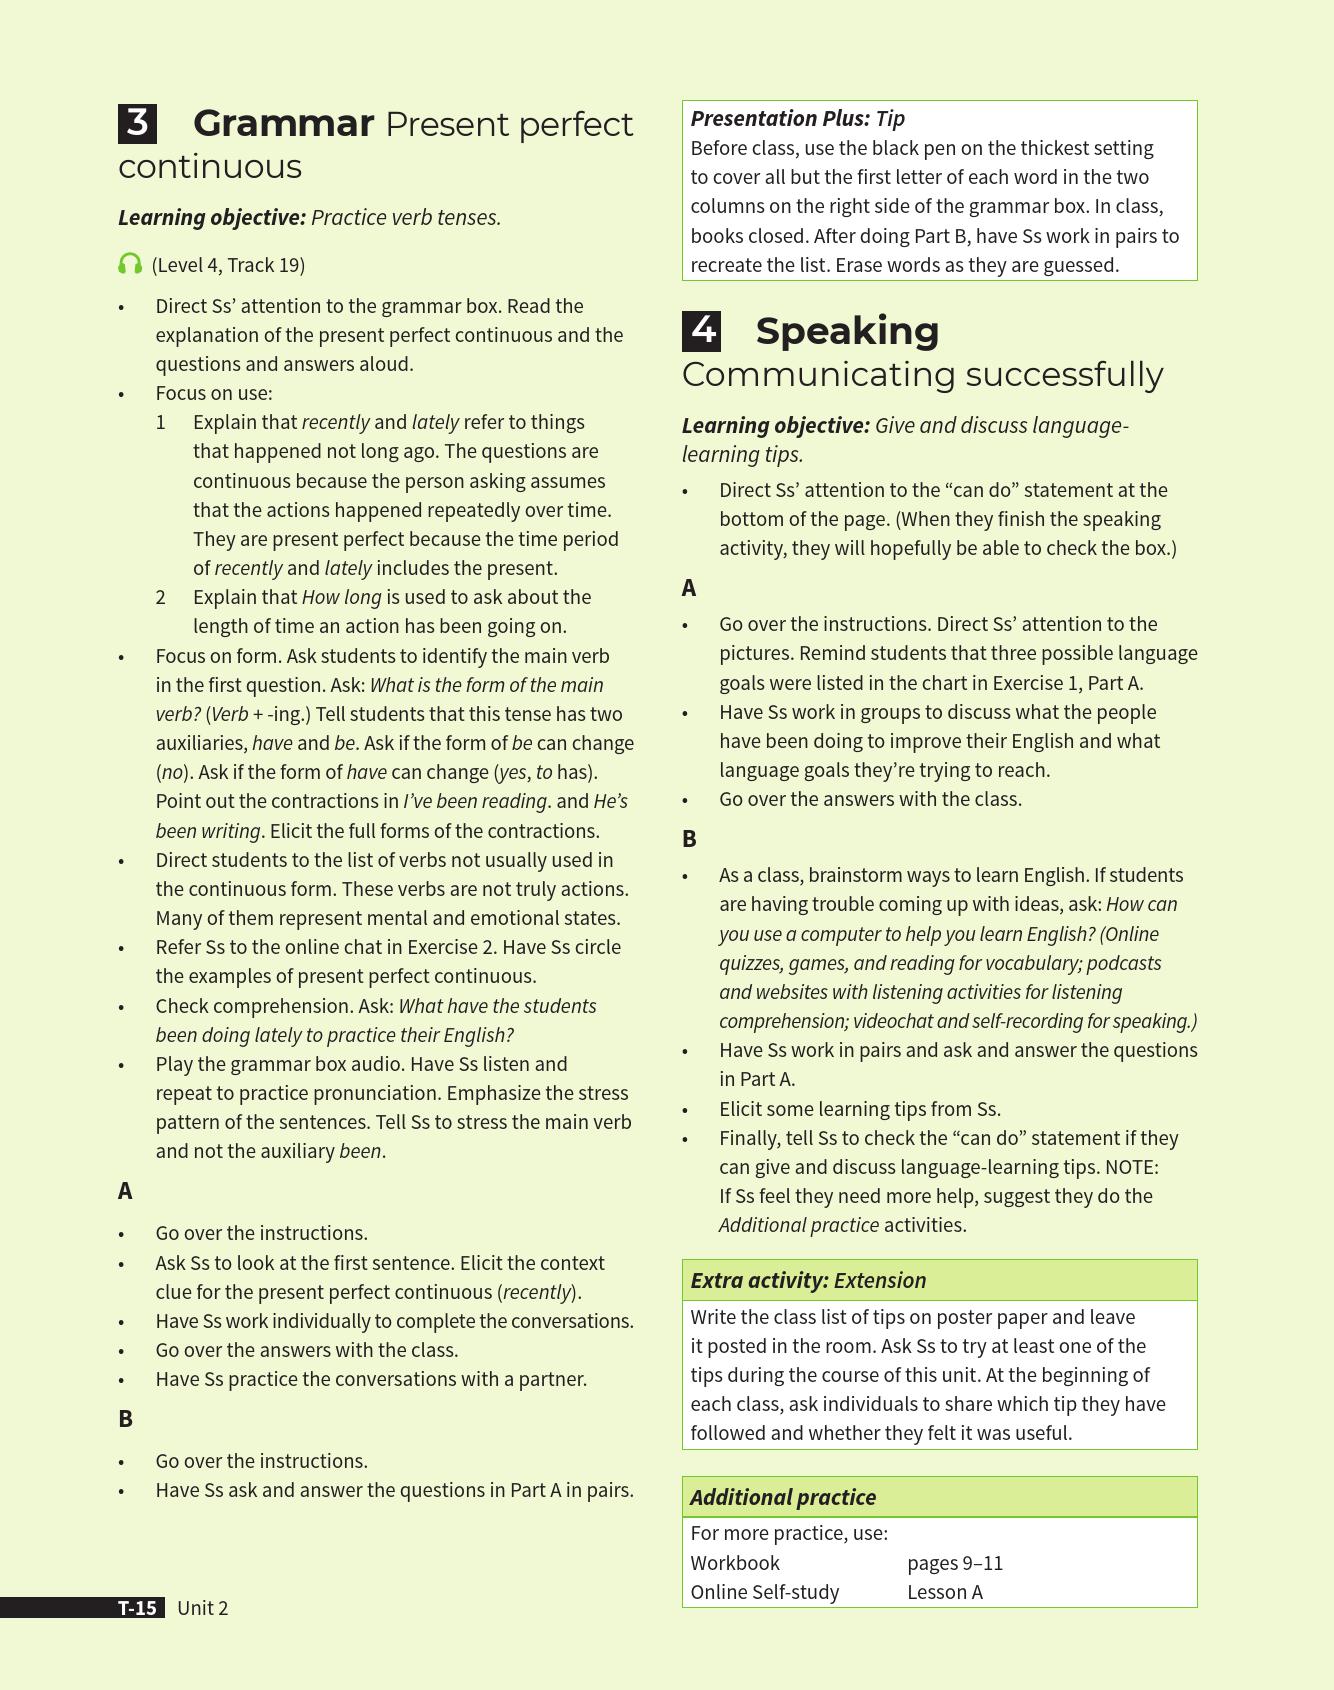 3 Grammar Present perfect
continuous
Learning objective: Practice verb tenses.
(Level 4, Track 19)
• Direct Ss’ attention to the grammar box. Read the
explanation of the present perfect continuous and the
questions and answers aloud.
• Focus on use:
1 Explain that recently and lately refer to things
that happened not long ago. The questions are
continuous because the person asking assumes
that the actions happened repeatedly over time.
They are present perfect because the time period
of recently and lately includes the present.
2 Explain that How long is used to ask about the
length of time an action has been going on.
• Focus on form. Ask students to identify the main verb
in the first question. Ask: What is the form of the main
verb? (Verb + -ing.) Tell students that this tense has two
auxiliaries, have and be. Ask if the form of be can change
(no). Ask if the form of have can change (yes, to has).
Point out the contractions in I’ve been reading. and He’s
been writing. Elicit the full forms of the contractions.
• Direct students to the list of verbs not usually used in
the continuous form. These verbs are not truly actions.
Many of them represent mental and emotional states.
• Refer Ss to the online chat in Exercise 2. Have Ss circle
the examples of present perfect continuous.
• Check comprehension. Ask: What have the students
been doing lately to practice their English?
• Play the grammar box audio. Have Ss listen and
repeat to practice pronunciation. Emphasize the stress
pattern of the sentences. Tell Ss to stress the main verb
and not the auxiliary been.
A
• Go over the instructions.
• Ask Ss to look at the first sentence. Elicit the context
clue for the present perfect continuous (recently).
• Have Ss work individually to complete the conversations.
• Go over the answers with the class.
• Have Ss practice the conversations with a partner.
B
• Go over the instructions.
• Have Ss ask and answer the questions in Part A in pairs.
Presentation Plus: Tip
Before class, use the black pen on the thickest setting
to cover all but the first letter of each word in the two
columns on the right side of the grammar box. In class,
books closed. After doing Part B, have Ss work in pairs to
recreate the list. Erase words as they are guessed.
4 Speaking
Communicating successfully
Learning objective: Give and discuss language-
learning tips.
• Direct Ss’ attention to the “can do” statement at the
bottom of the page. (When they finish the speaking
activity, they will hopefully be able to check the box.)
A
• Go over the instructions. Direct Ss’ attention to the
pictures. Remind students that three possible language
goals were listed in the chart in Exercise 1, Part A.
• Have Ss work in groups to discuss what the people
have been doing to improve their English and what
language goals they’re trying to reach.
• Go over the answers with the class.
B
• As a class, brainstorm ways to learn English. If students
are having trouble coming up with ideas, ask: How can
you use a computer to help you learn English? (Online
quizzes, games, and reading for vocabulary; podcasts
and websites with listening activities for listening
comprehension; videochat and self-recording for speaking.)
• Have Ss work in pairs and ask and answer the questions
in Part A.
• Elicit some learning tips from Ss.
• Finally, tell Ss to check the “can do” statement if they
can give and discuss language-learning tips. NOTE:
If Ss feel they need more help, suggest they do the
Additional practice activities.
Extra activity: Extension
Write the class list of tips on poster paper and leave
it posted in the room. Ask Ss to try at least one of the
tips during the course of this unit. At the beginning of
each class, ask individuals to share which tip they have
followed and whether they felt it was useful.
Additional practice
For more practice, use:
Workbook pages 9–11
Online Self-study Lesson A
T-15 Unit 2